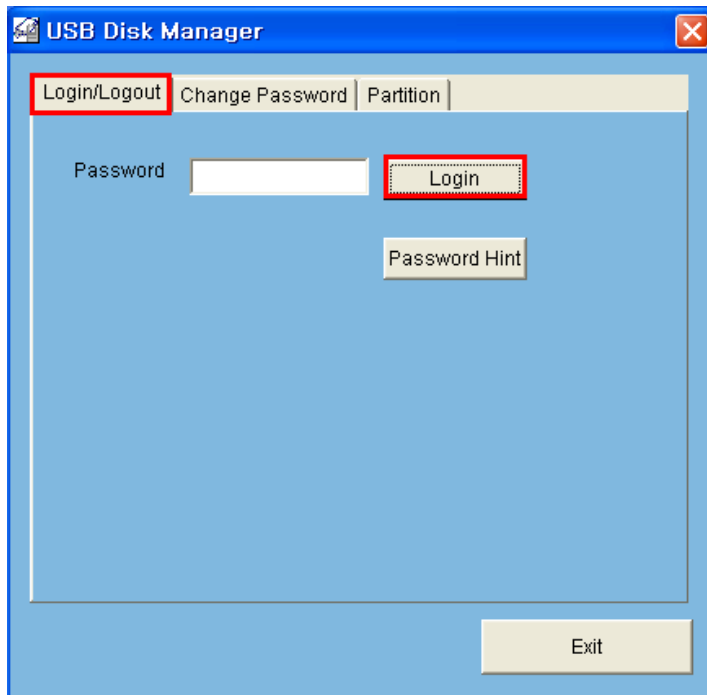 USB Disk Manager
Login/Logout Change Password Partition
Password Login
Password Hint
Exit